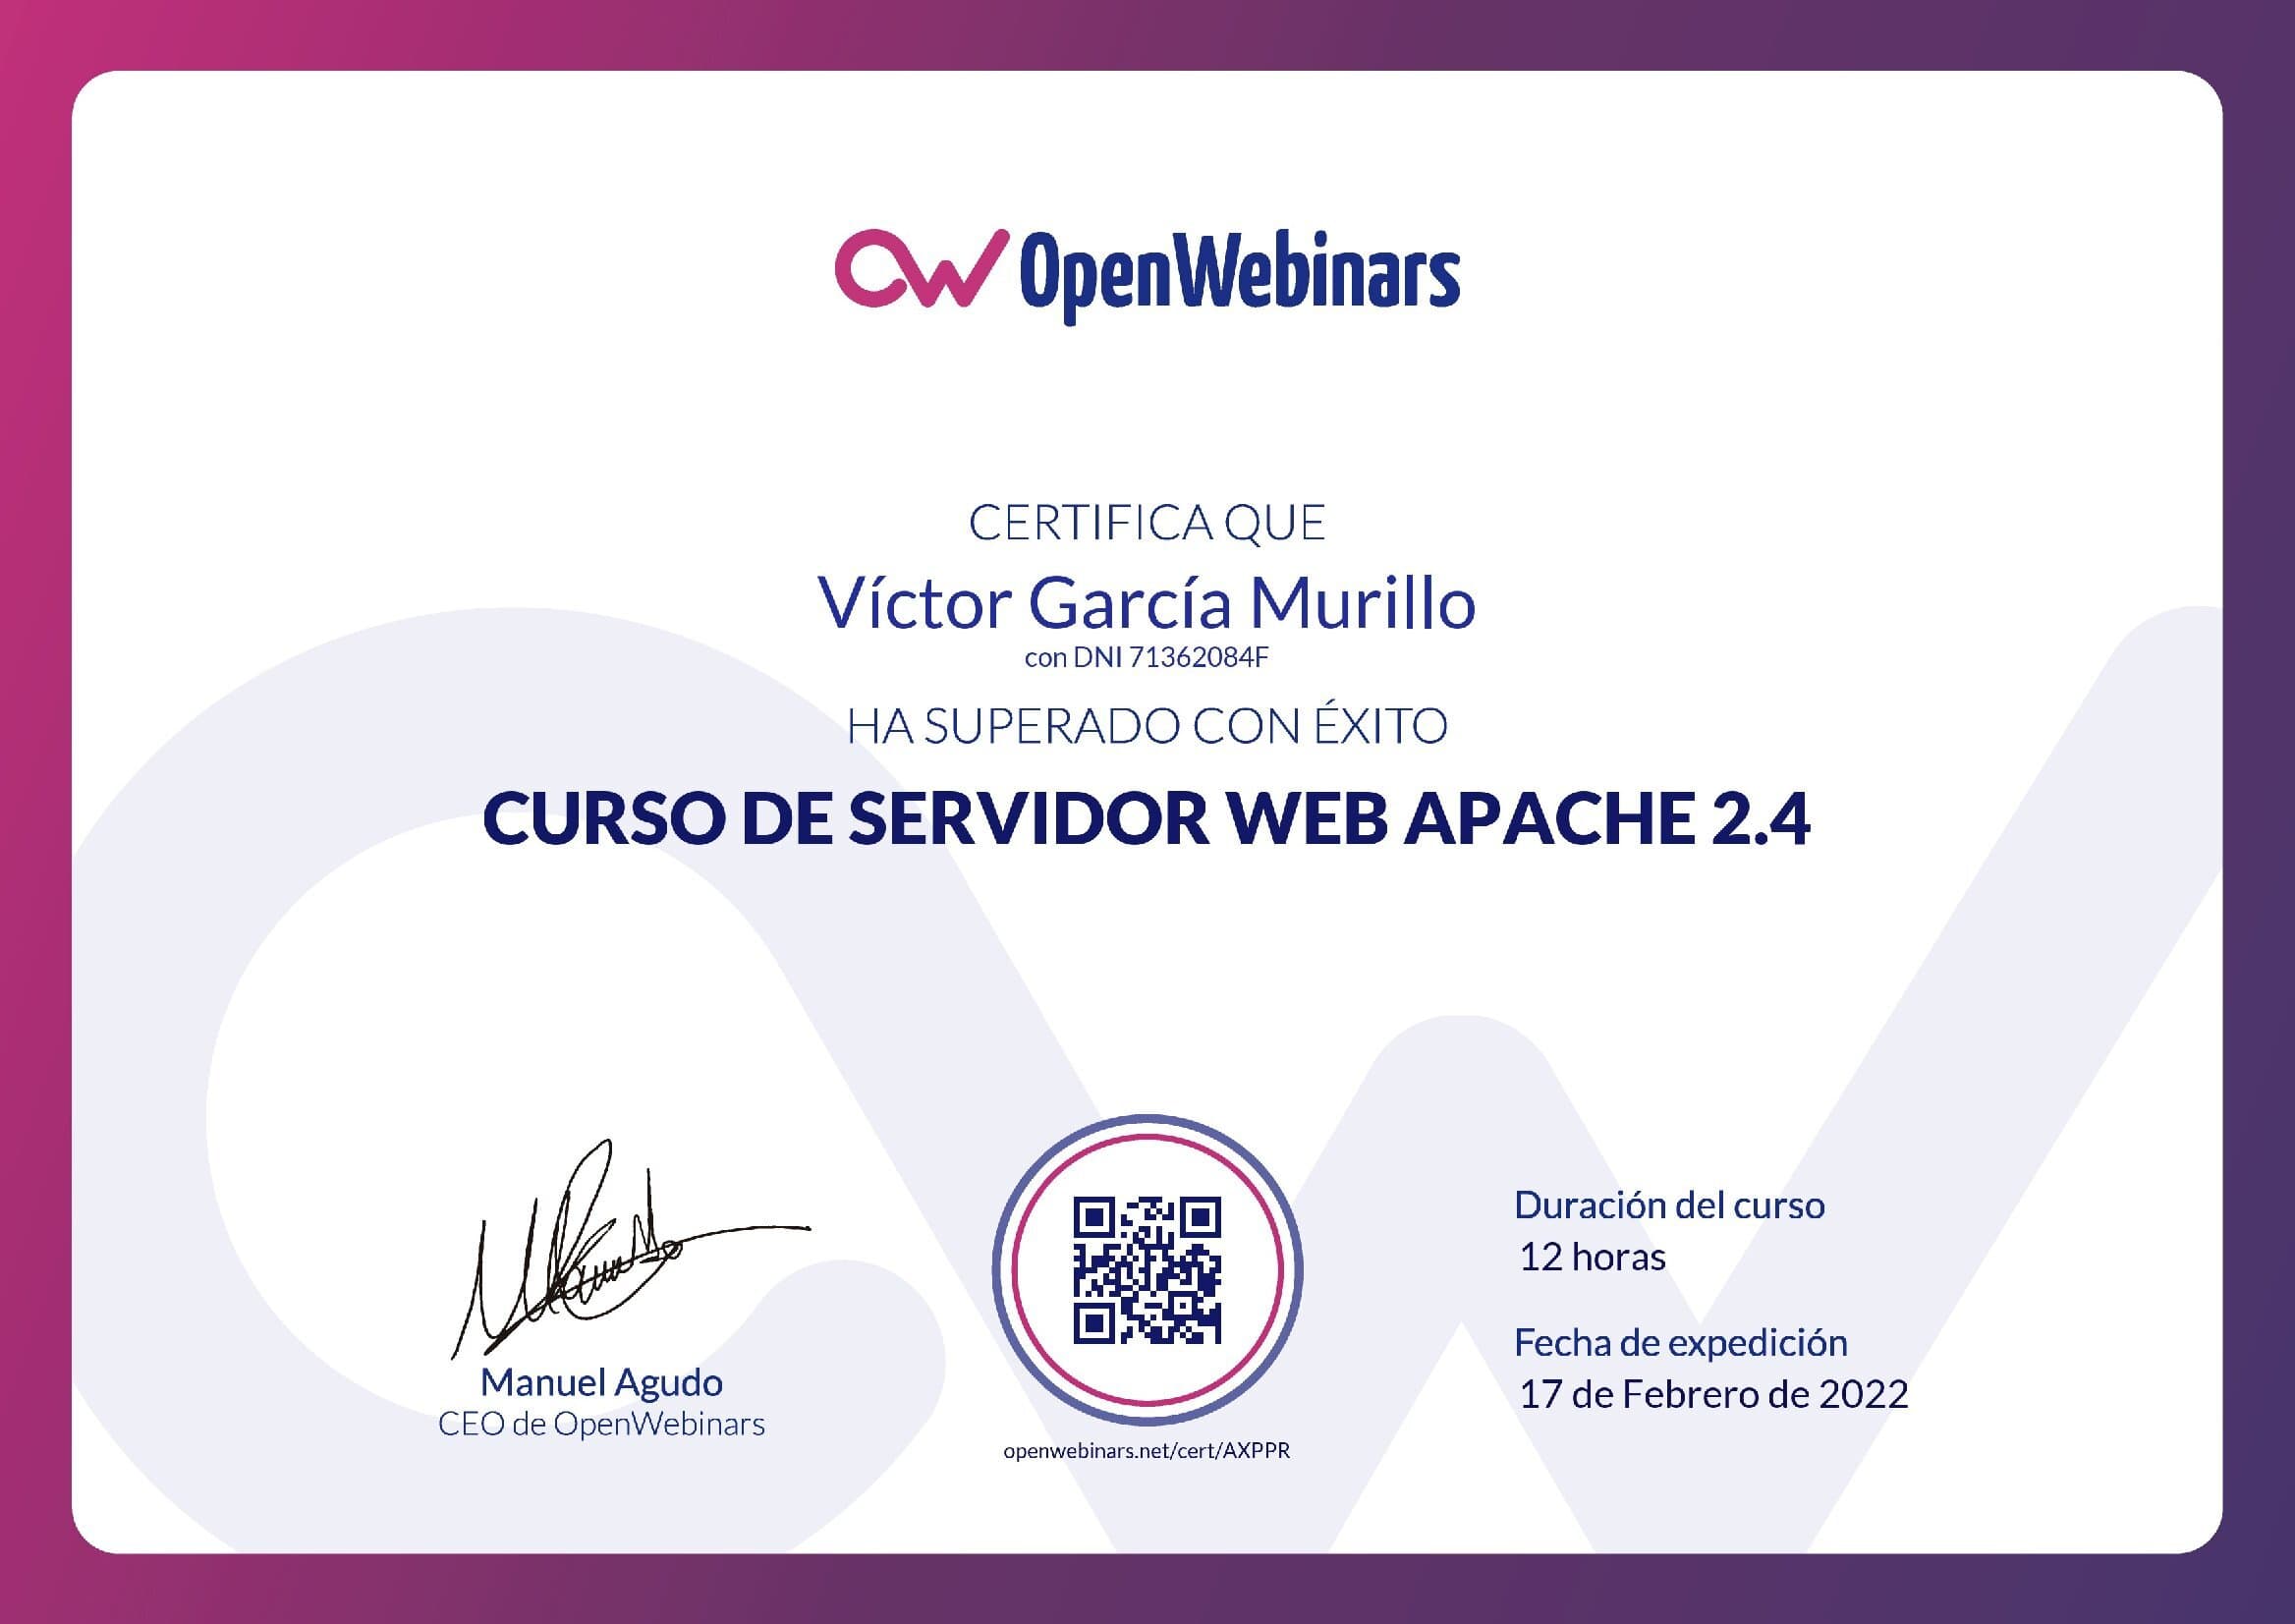 OpenWebinars
CERTIFICA QUE
Víctor García Murillo
con DNI 71362084F
HA SUPERADO CON ÉXITO
CURSO DE SERVIDOR WEB APACHE 2.4
Manuel Agudo
CEO de OpenWebinars
openwebinars.net/cert/AXPPR
Duración del curso
12 horas
Fecha de expedición
17 de Febrero de 2022